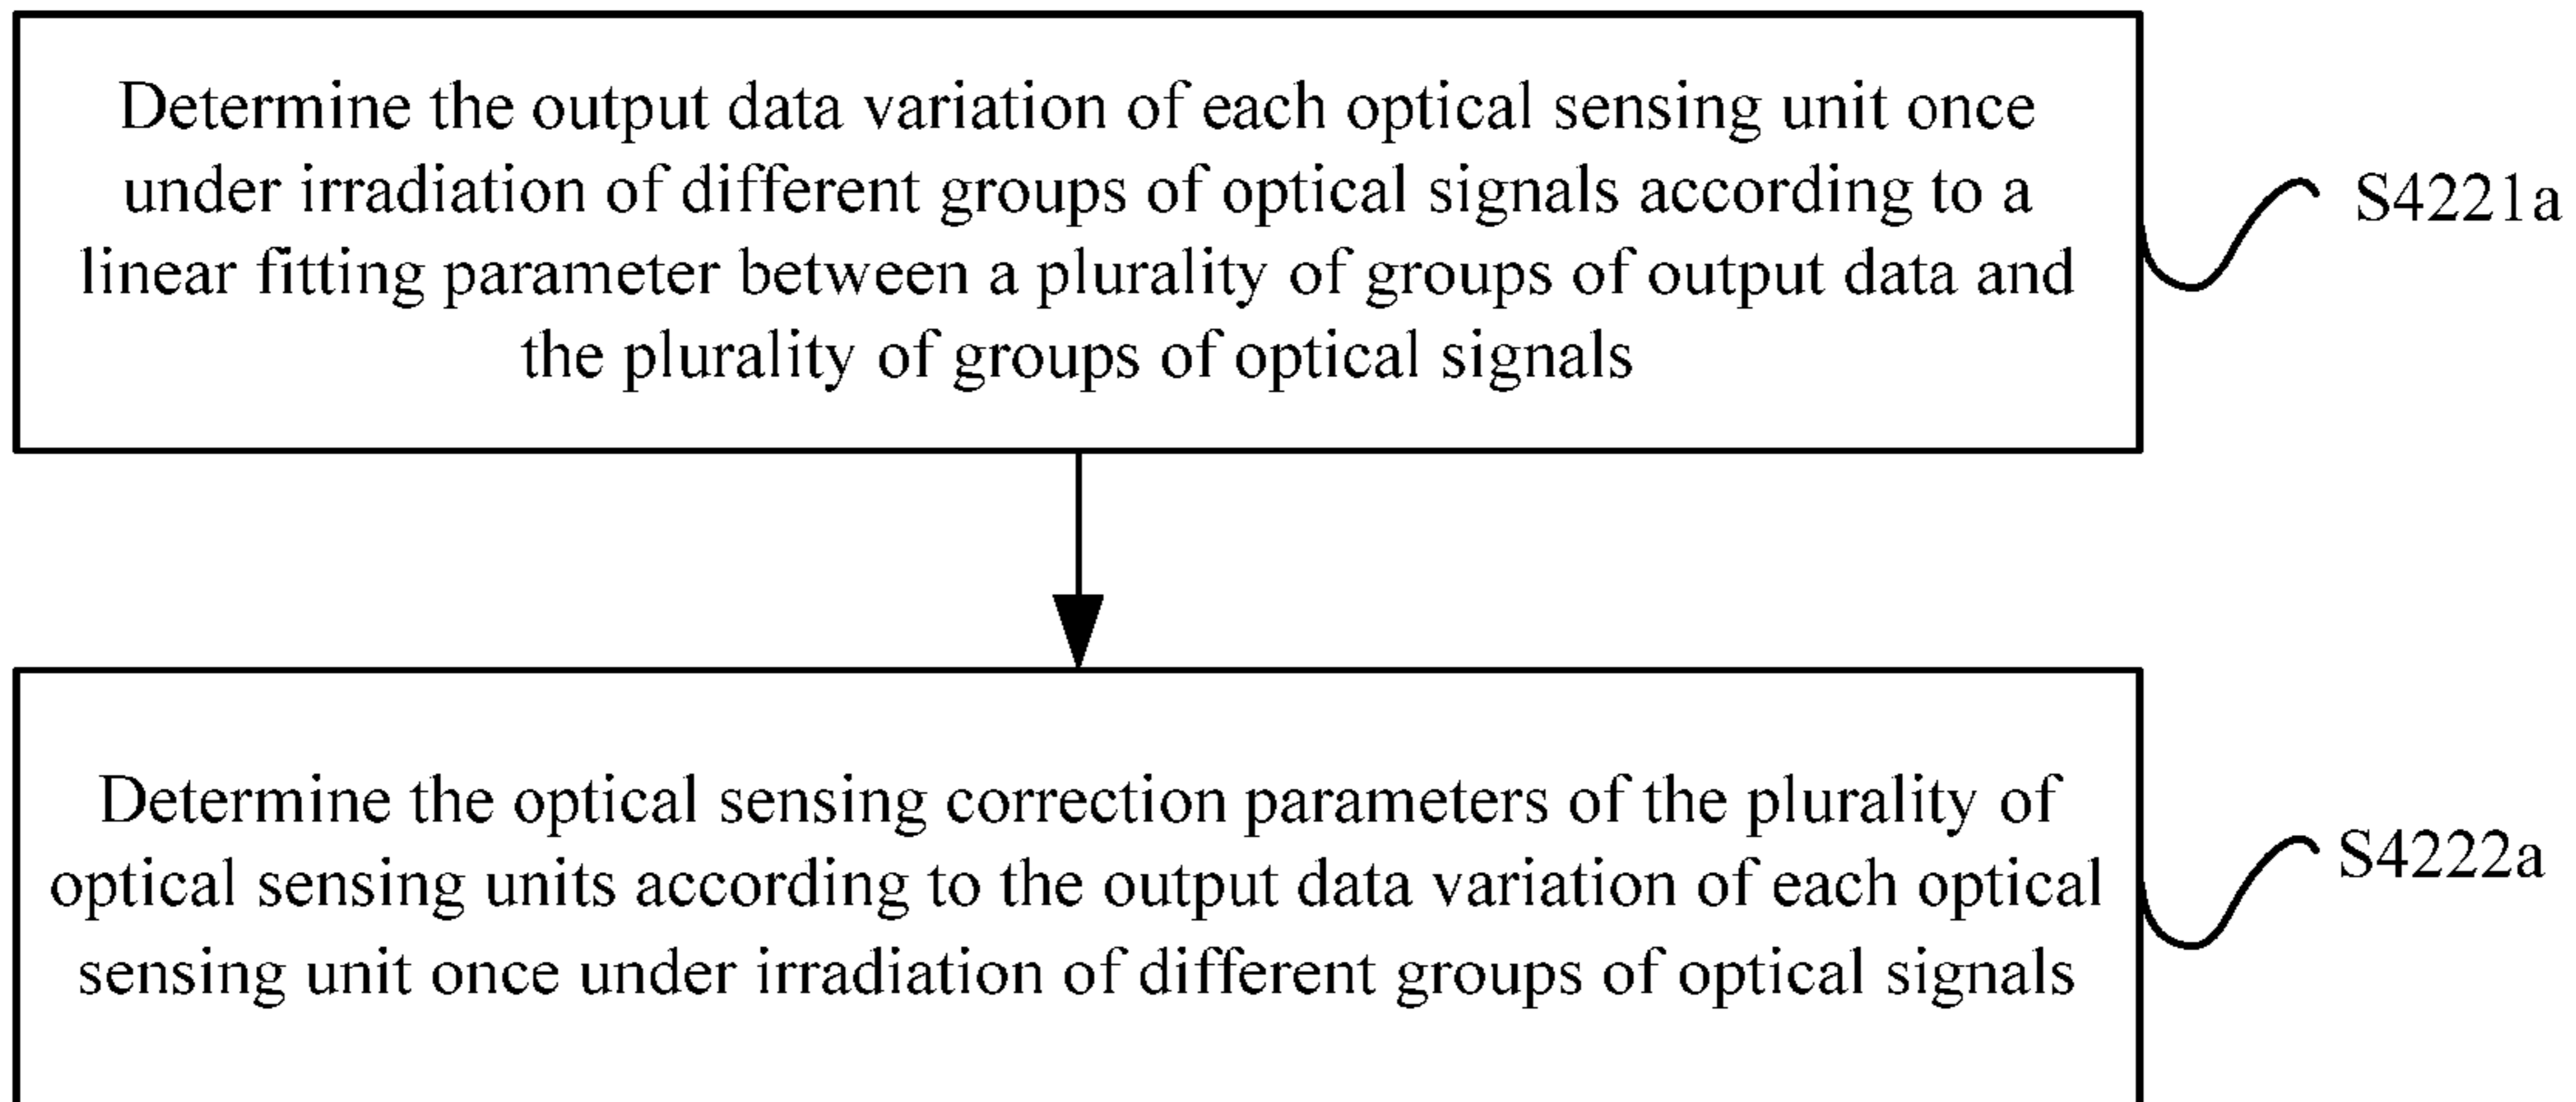 Determine the output data variation of each optical sensing unit once
under irradiation of different groups of optical signals according to a
linear fitting parameter between a plurality of groups of output data and
the plurality of groups of optical signals
S4221a
Determine the optical sensing correction parameters of the plurality of
optical sensing units according to the output data variation of each optical
sensing unit once under irradiation of different groups of optical signals
S4222a